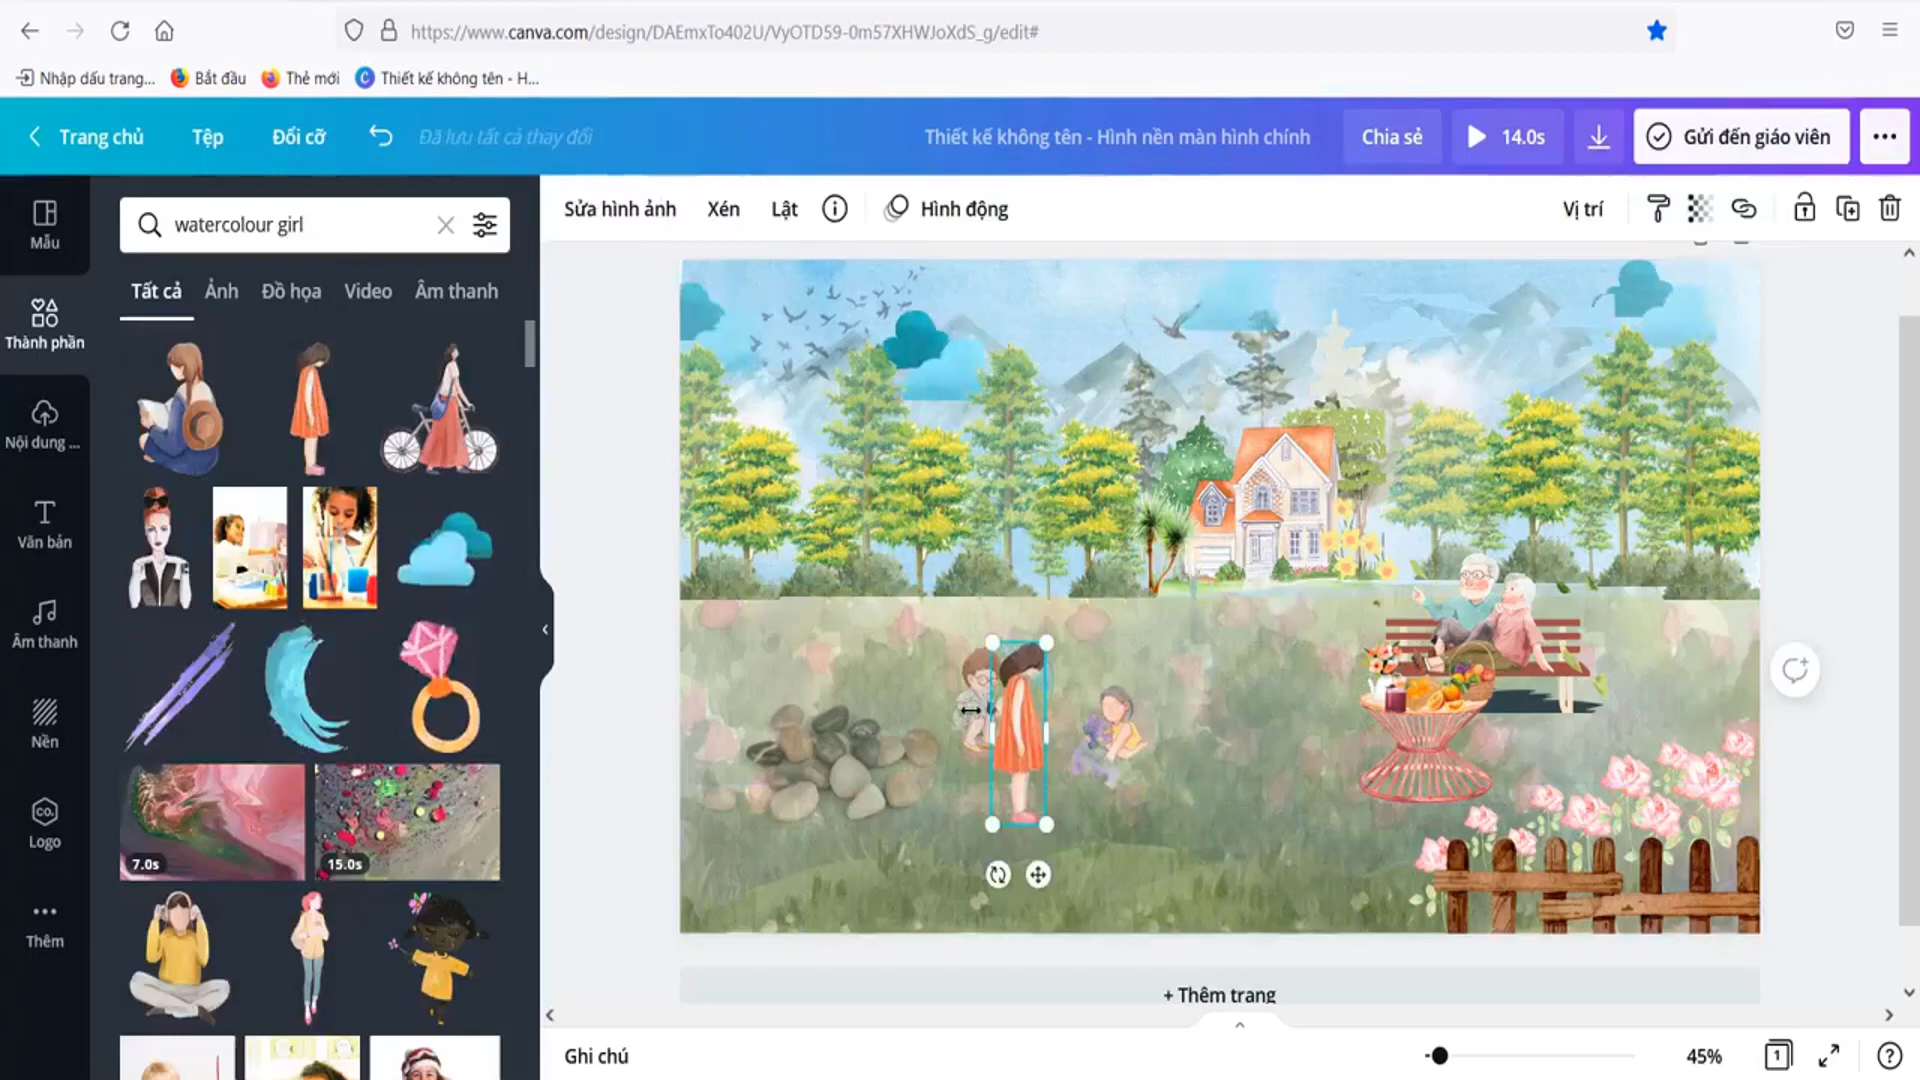 https://www.canva.com/design/DAEmxTo402U/VyOTD59-0m57XHWJoXdS_g/edit#
Nhập dấu trang...
Bắt đầu
Thẻ mới
Thiết kế không tên - H...
Trang chủ
Tệp
Đổi cỡ
Đã lưu tất cả thay đổi
Thiết kế không tên - Hình nền màn hình chính
Chia sẻ
14.0s
Gửi đến giáo viên
Mẫu
Thành phần
Nội dung ...
Văn bản
Âm thanh
Nền
CO.
Logo
Thêm
watercolour girl
Tất cả
Ảnh
Đồ họa
Video
Âm thanh
7.0s
15.0s
Sửa hình ảnh
Xén
Lật
Hình động
Vị trí
+ Thêm trang
Ghi chú
45%
1